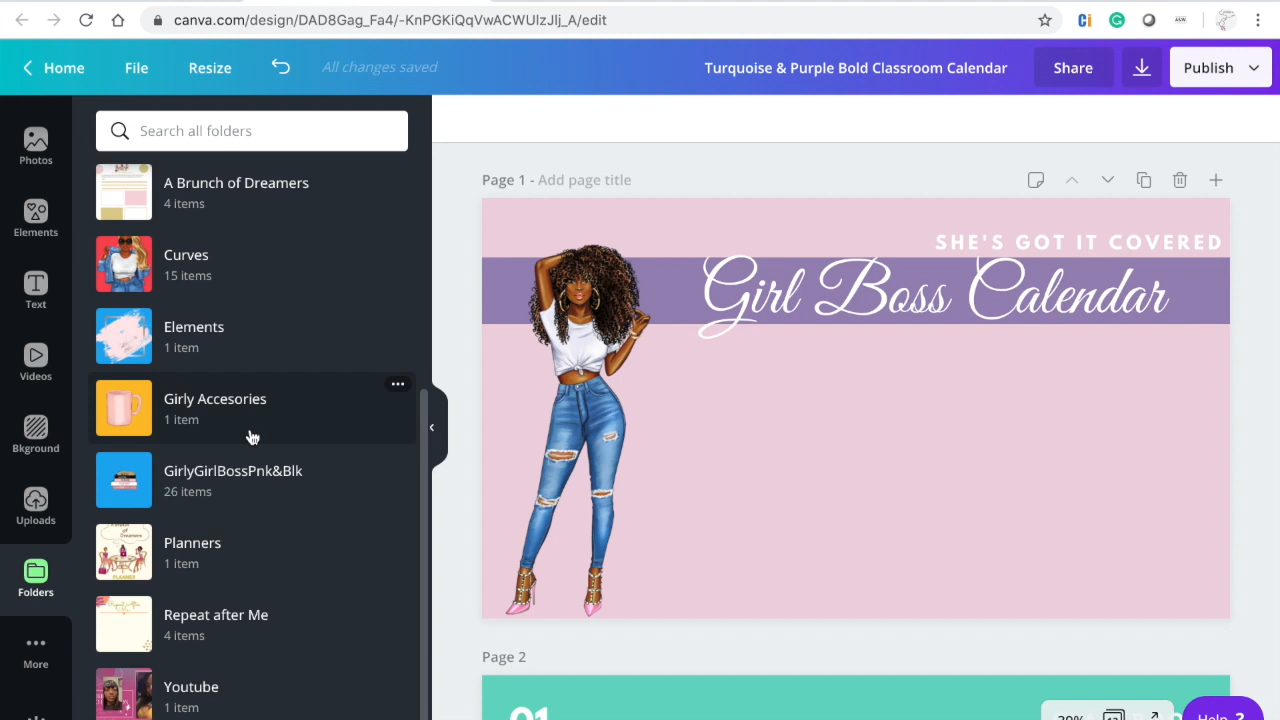 canva.com/design/DAD8Gag_Fa4/-KnPGKiQqVwACWUIzJIj_A/edit
Home File Resize All changes saved Turquoise & Purple Bold Classroom Calendar Share Publish
Search all folders
Photos
Elements
Text
Videos
Bkground
Uploads
Folders
More
A Brunch of Dreamers
4 items
Curves
15 items
Elements
1 item
Girly Accesories
1 item
GirlyGirlBossPnk&Blk
26 items
Planners
1 item
Repeat after Me
4 items
Youtube
1 item
Page 1 - Add page title
SHE'S GOT IT COVERED
Girl Boss Calendar
Page 2
01
Help ?